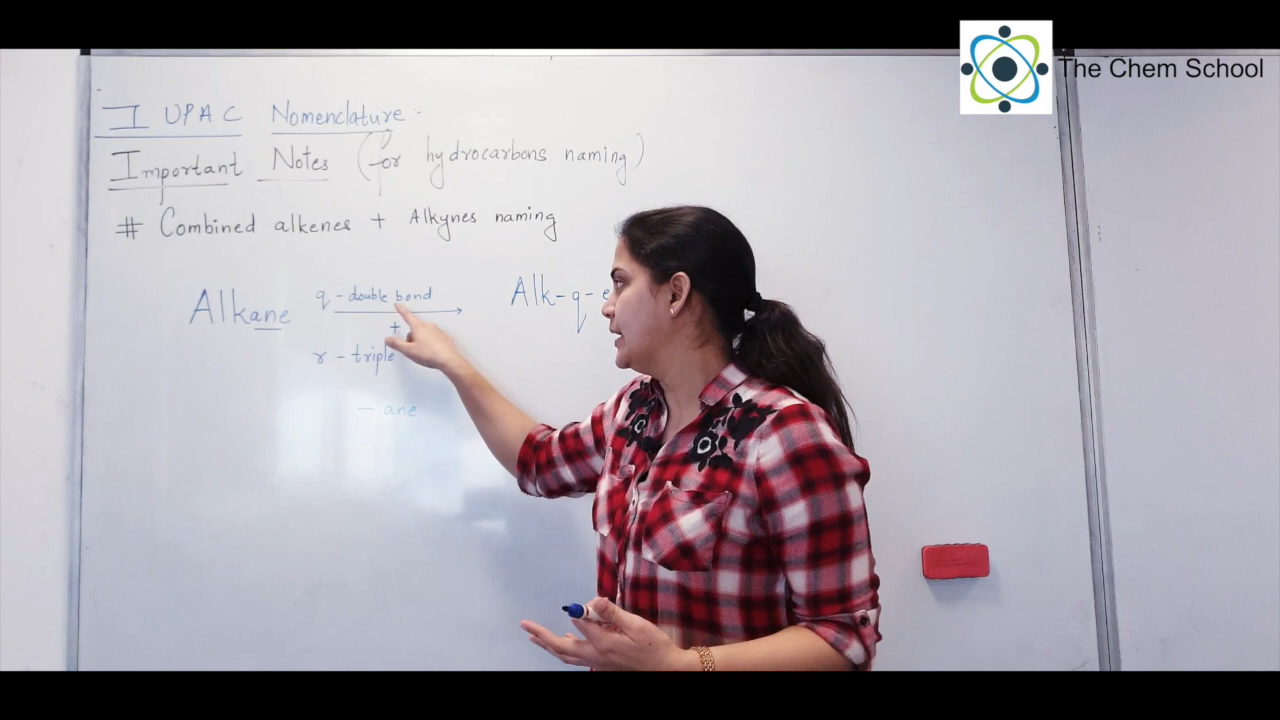 The Chem School
IUPAC Nomenclature:-
Important Notes (for hydrocarbons naming)
# Combined alkenes + Alkynes naming
Alkane q - double bond Alk-q-e
+
r - triple
- ane